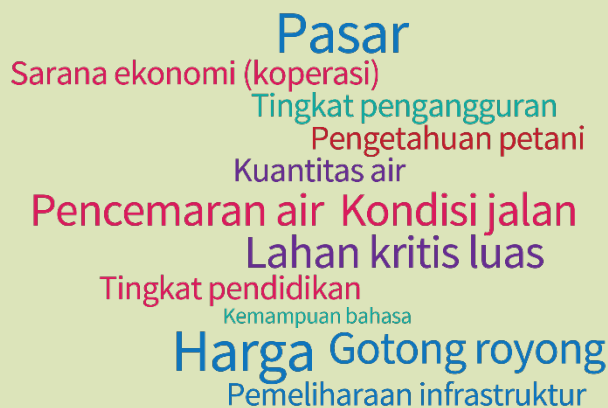 Pasar
Sarana ekonomi (koperasi)
Tingkat pengangguran
Pengetahuan petani
Kuantitas air
Pencemaran air Kondisi jalan
Lahan kritis luas
Tingkat pendidikan
Kemampuan bahasa
Harga Gotong royong
Pemeliharaan infrastruktur